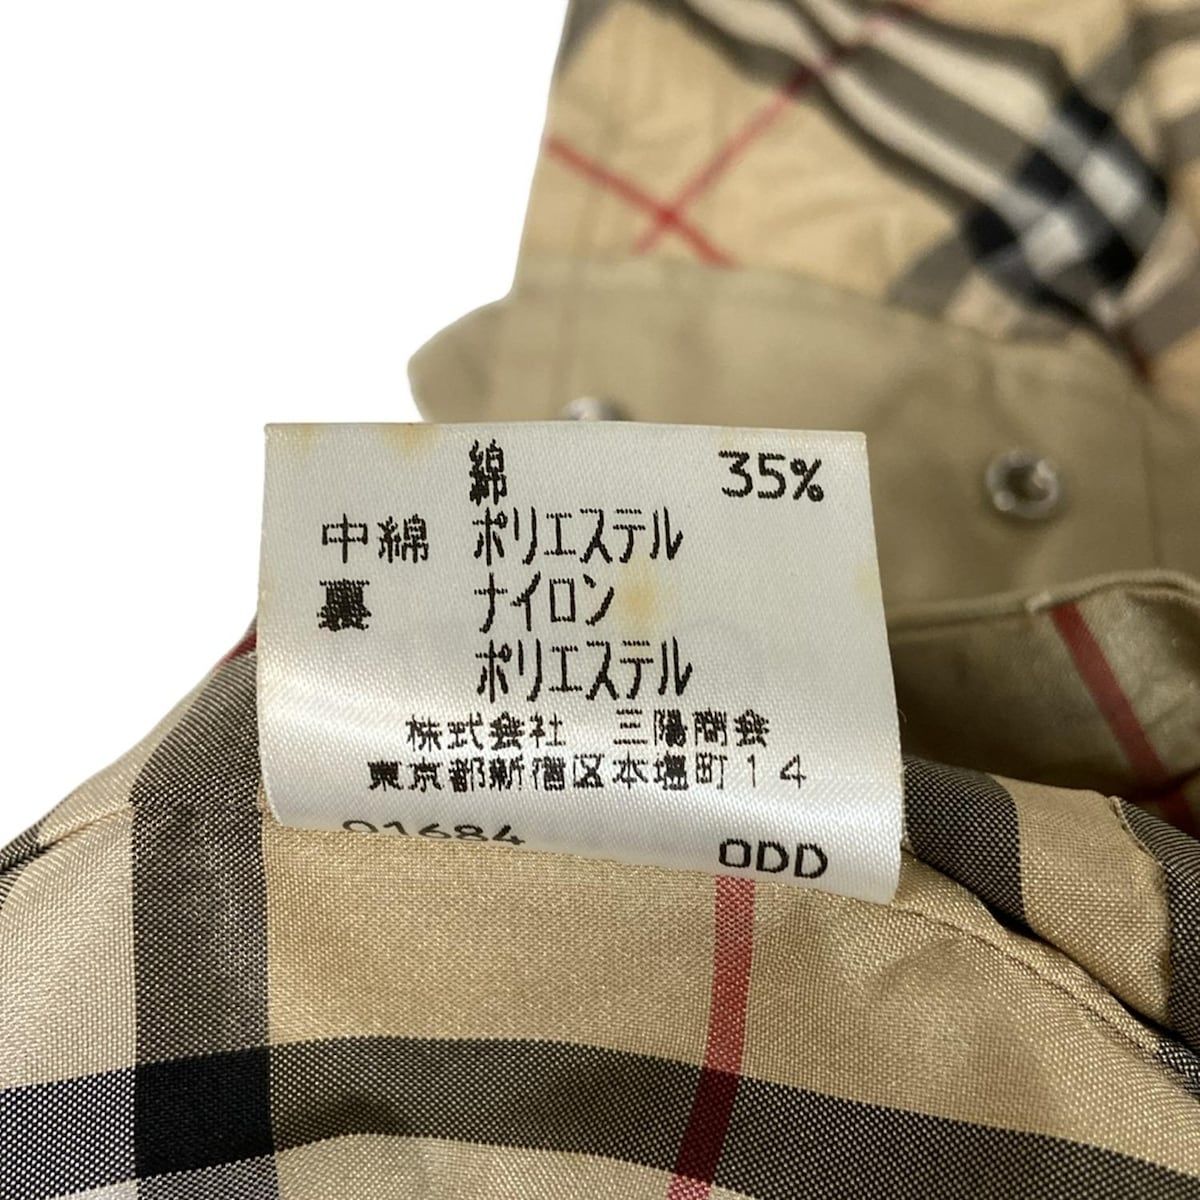 綿 35%
中綿 ポリエステル
裏 ナイロン
ポリエステル
株式会社 三陽商会
東京都新宿区本塩町14
01684 ODD